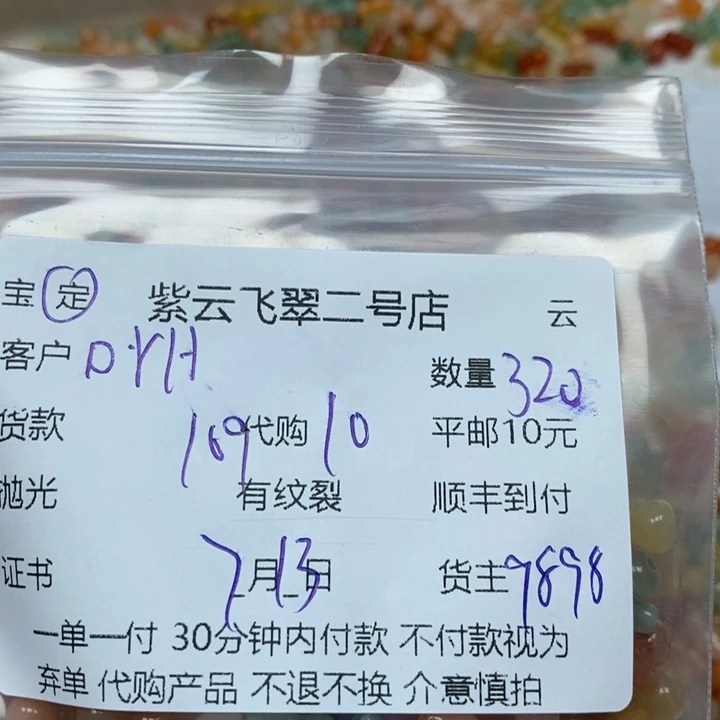 宝 定 紫云飞翠二号店 云
客户 DYH 数量 320
货款 169 代购 10 平邮10元
抛光 有纹裂 顺丰到付
证书 7月13日 货主 9898
一单一付 30分钟内付款 不付款视为
弃单 代购产品 不退不换 介意慎拍